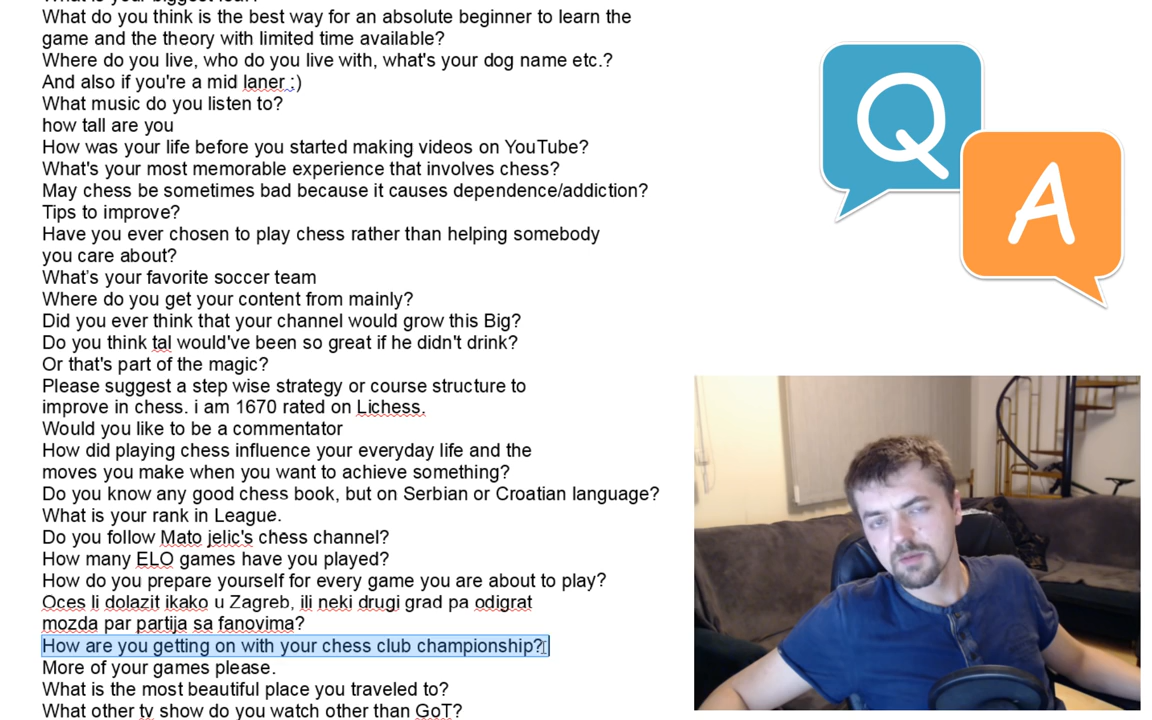 What is your biggest fear?
What do you think is the best way for an absolute beginner to learn the
game and the theory with limited time available?
Where do you live, who do you live with, what's your dog name etc.?
And also if you're a mid laner :)
What music do you listen to?
how tall are you
How was your life before you started making videos on YouTube?
What's your most memorable experience that involves chess?
May chess be sometimes bad because it causes dependence/addiction?
Tips to improve?
Have you ever chosen to play chess rather than helping somebody
you care about?
What's your favorite soccer team
Where do you get your content from mainly?
Did you ever think that your channel would grow this Big?
Do you think tal would've been so great if he didn't drink?
Or that's part of the magic?
Please suggest a step wise strategy or course structure to
improve in chess. i am 1670 rated on Lichess.
Would you like to be a commentator
How did playing chess influence your everyday life and the
moves you make when you want to achieve something?
Do you know any good chess book, but on Serbian or Croatian language?
What is your rank in League.
Do you follow Mato jelic's chess channel?
How many ELO games have you played?
How do you prepare yourself for every game you are about to play?
Oces li dolazit ikako u Zagreb, ili neki drugi grad pa odigrat
mozda par partija sa fanovima?
How are you getting on with your chess club championship?
More of your games please.
What is the most beautiful place you traveled to?
What other tv show do you watch other than GoT?
Q
A